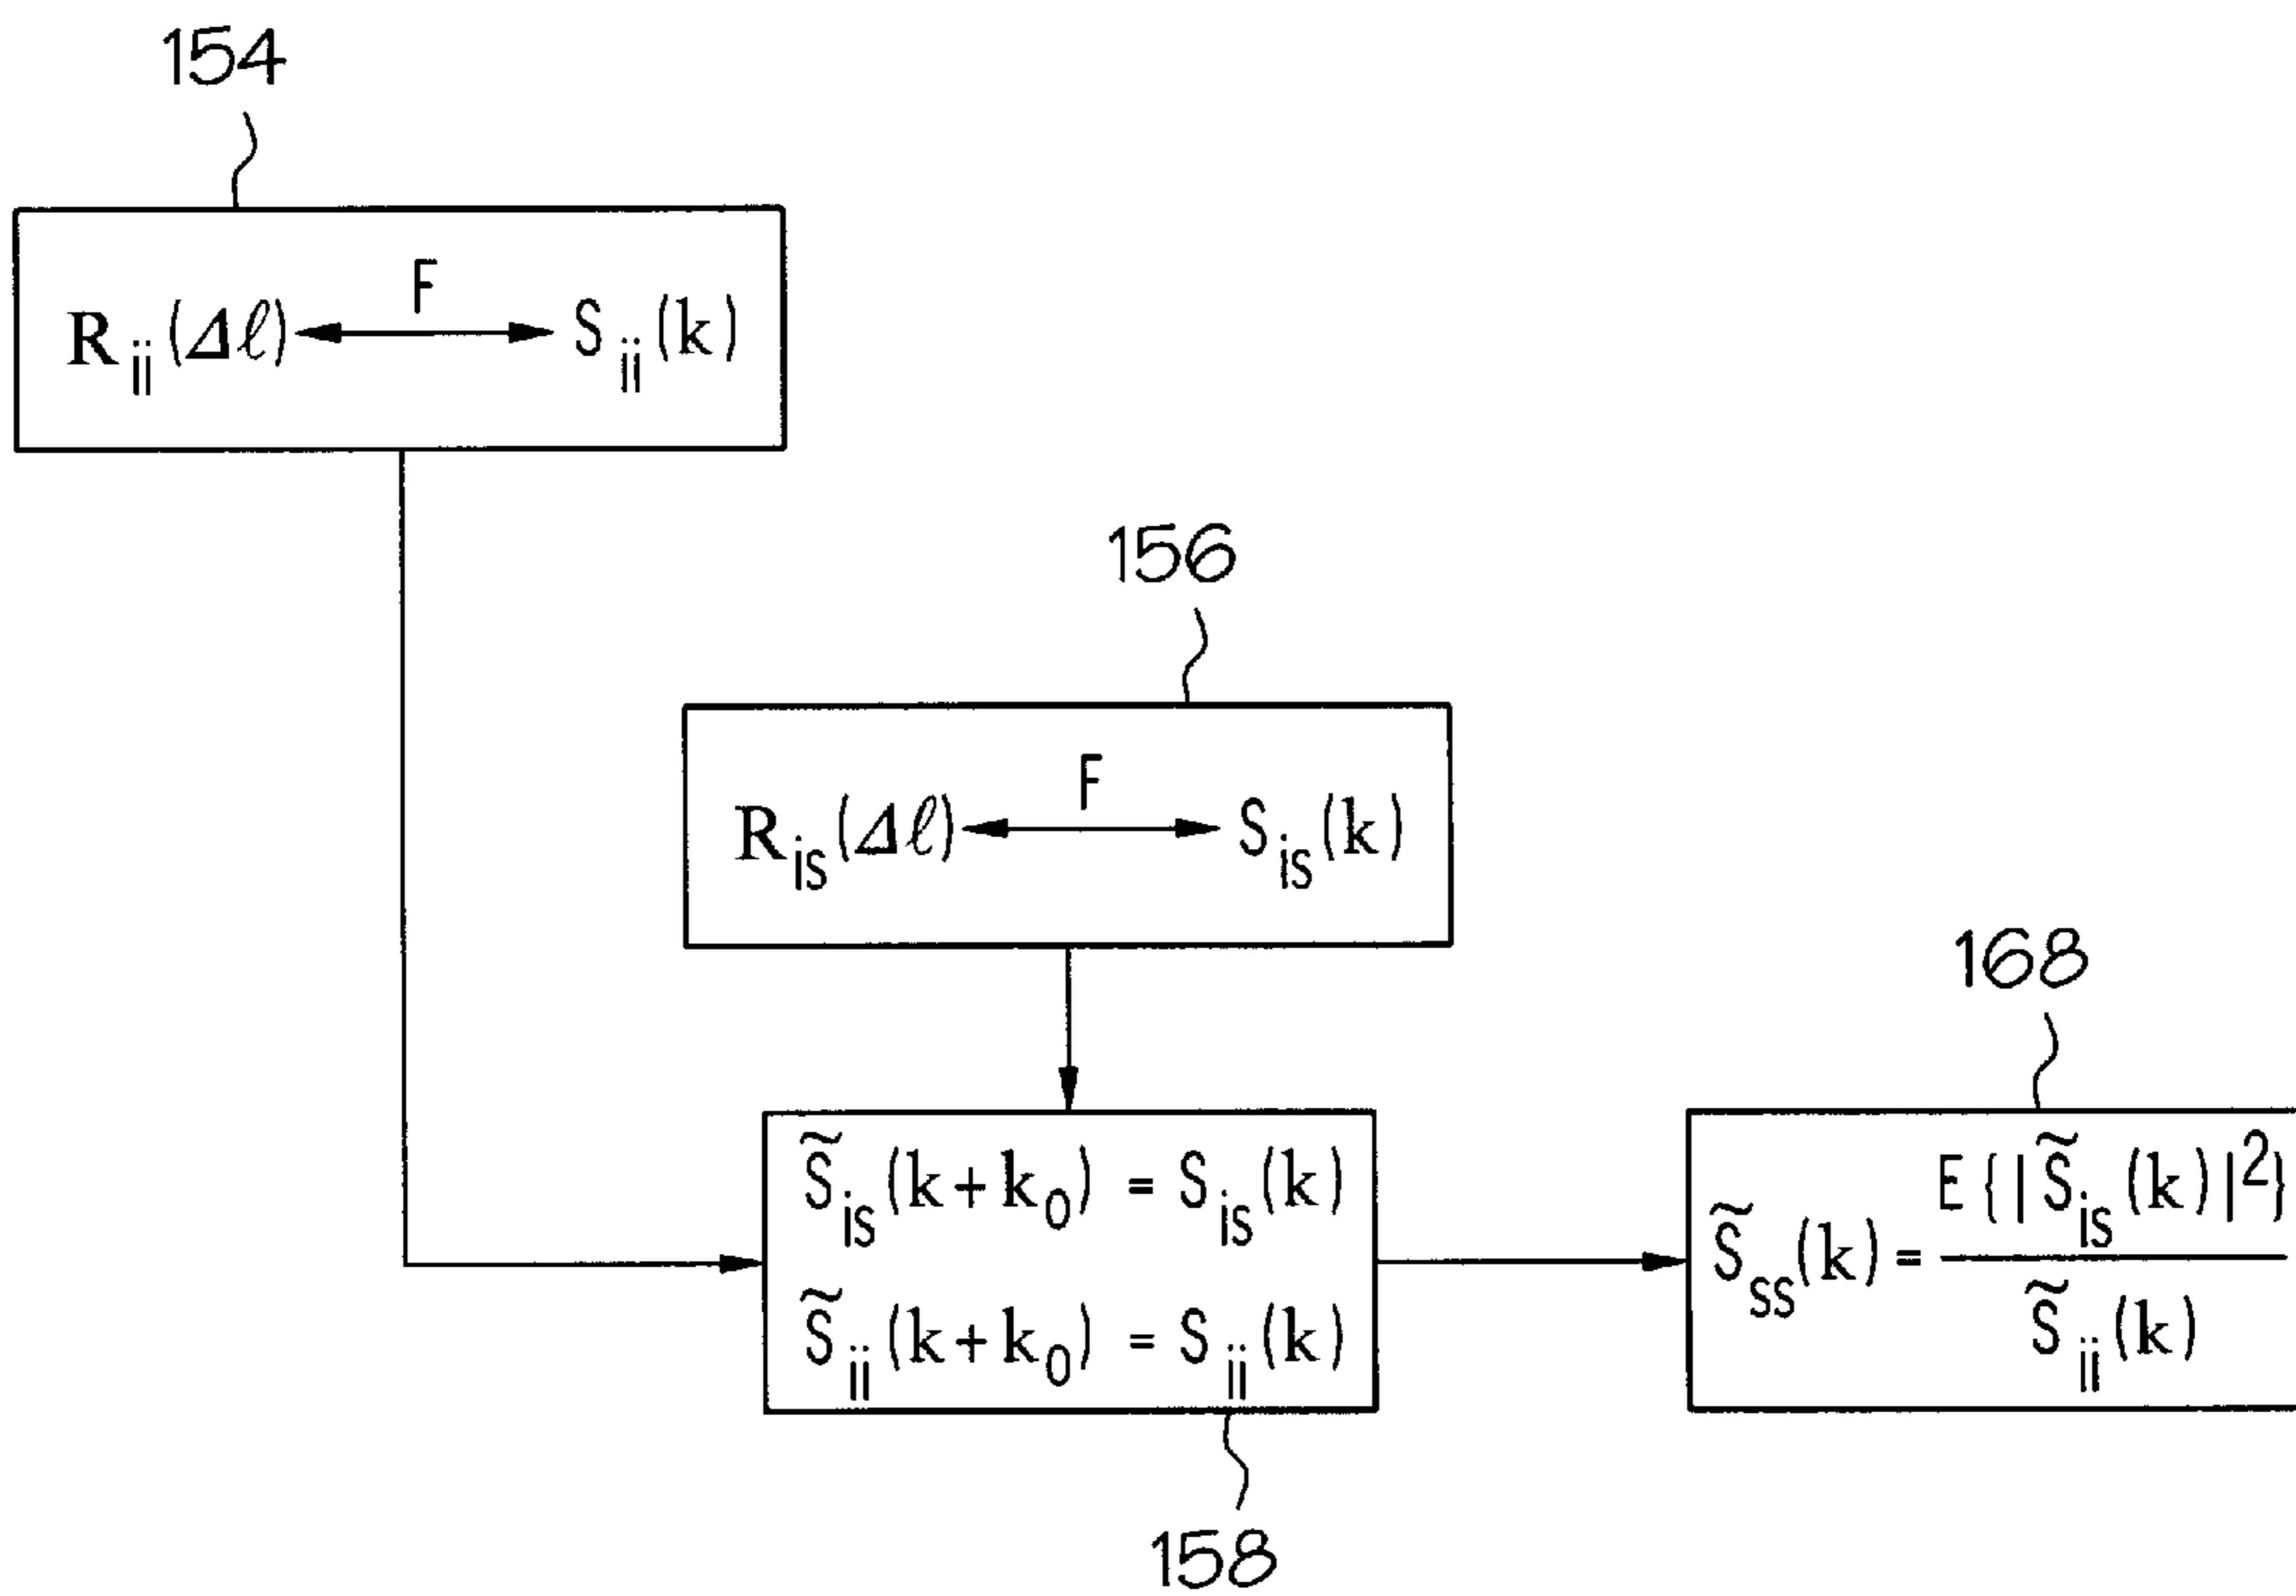 154
F
R_ii(Δℓ) ↔ S_ii(k)
156
F
R_is(Δℓ) ↔ S_is(k)
168
S̃_is(k+k_0) = S_is(k)
S̃_ii(k+k_0) = S_ii(k)
S̃_ss(k) = E{|S̃_is(k)|²} / S̃_ii(k)
158